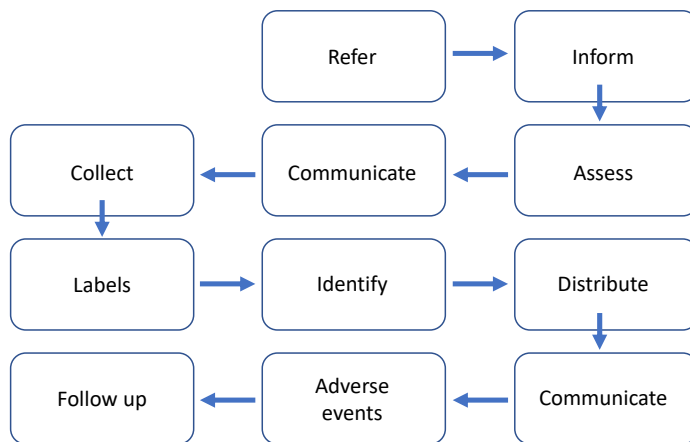 Refer
Inform
Collect
Communicate
Assess
Labels
Identify
Distribute
Follow up
Adverse
events
Communicate